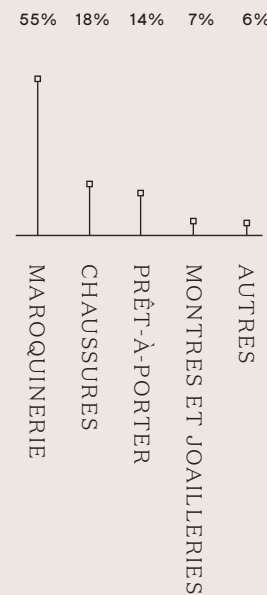 55% 18% 14% 7% 6%
MAROQUINERIE
CHAUSSURES
PRÊT-À-PORTER
MONTRES ET JOAILLERIES
AUTRES